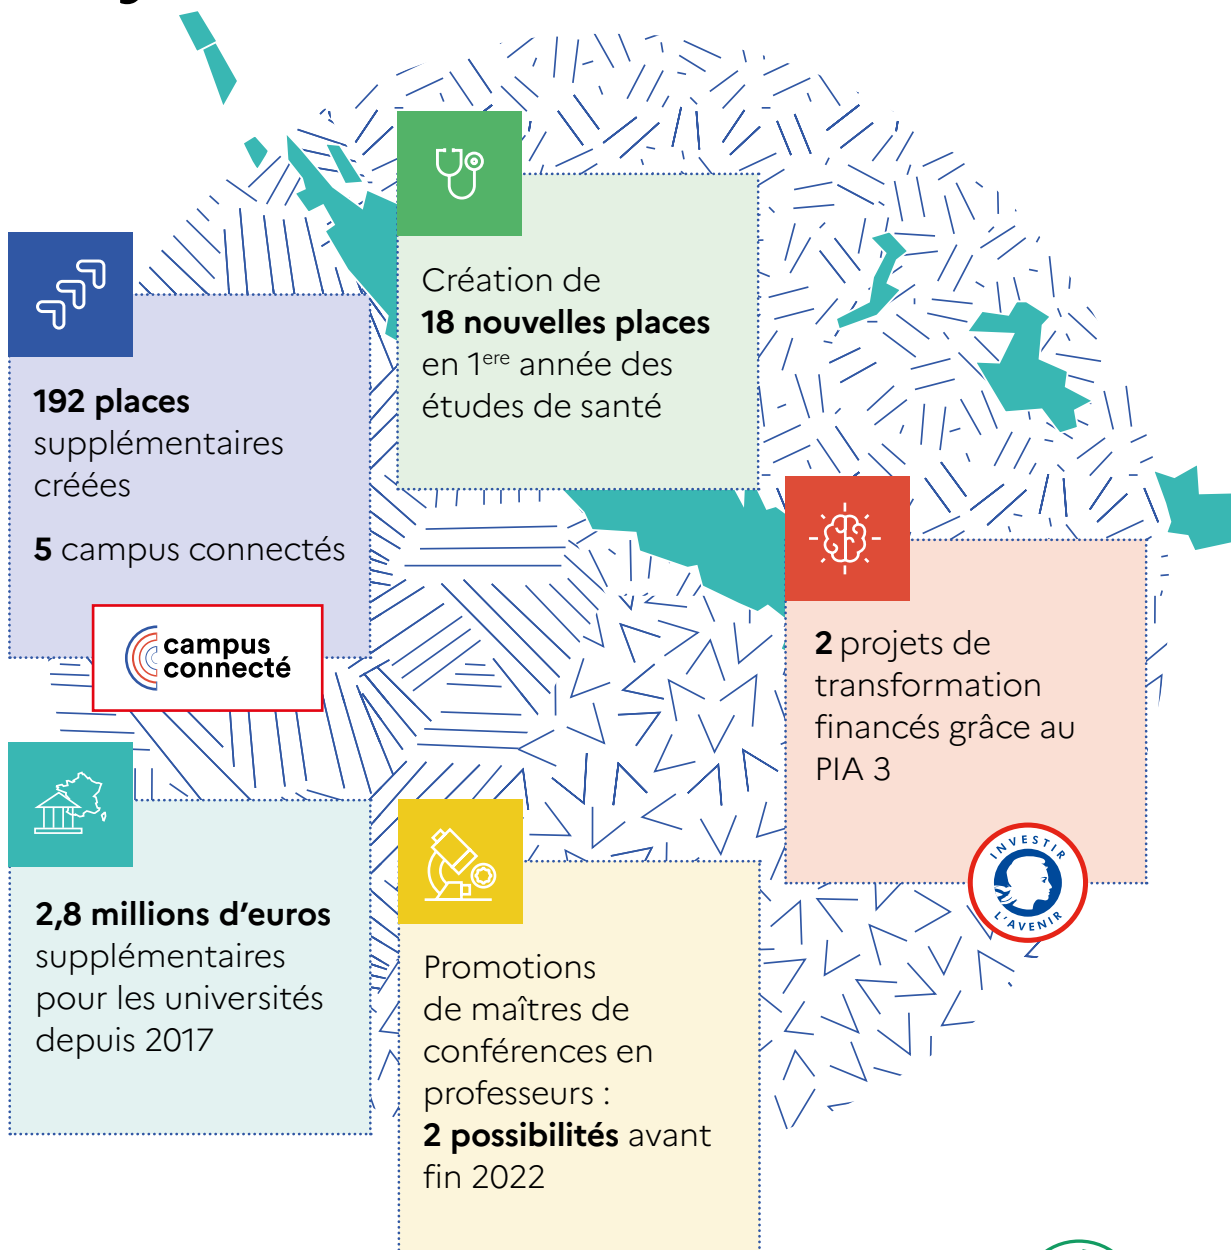 Création de
18 nouvelles places
en 1ere année des
études de santé
192 places
supplémentaires
créées
5 campus connectés
campus
connecté
2 projets de
transformation
financés grâce au
PIA 3
INVESTIR
L'AVENIR
2,8 millions d'euros
supplémentaires
pour les universités
depuis 2017
Promotions
de maîtres de
conférences en
professeurs :
2 possibilités avant
fin 2022